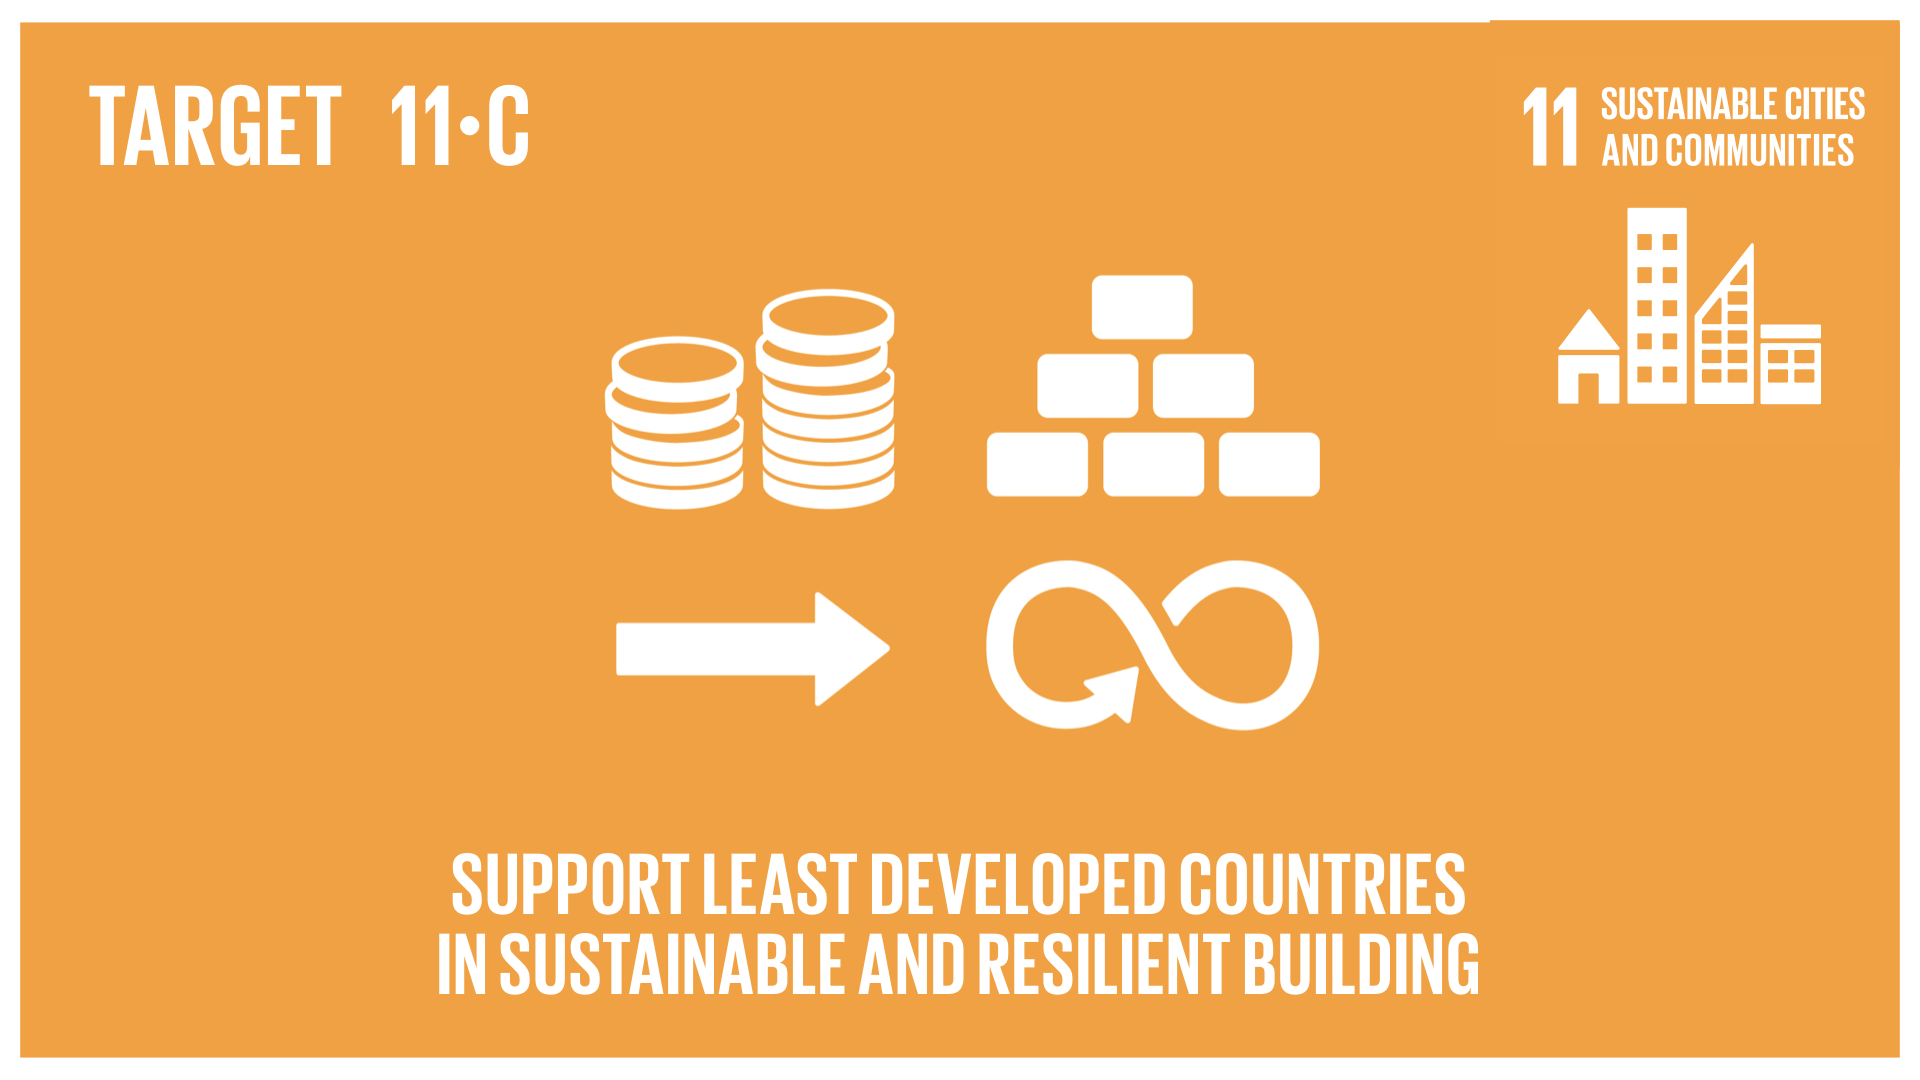 TARGET 11·C
11 SUSTAINABLE CITIES
AND COMMUNITIES
SUPPORT LEAST DEVELOPED COUNTRIES
IN SUSTAINABLE AND RESILIENT BUILDING